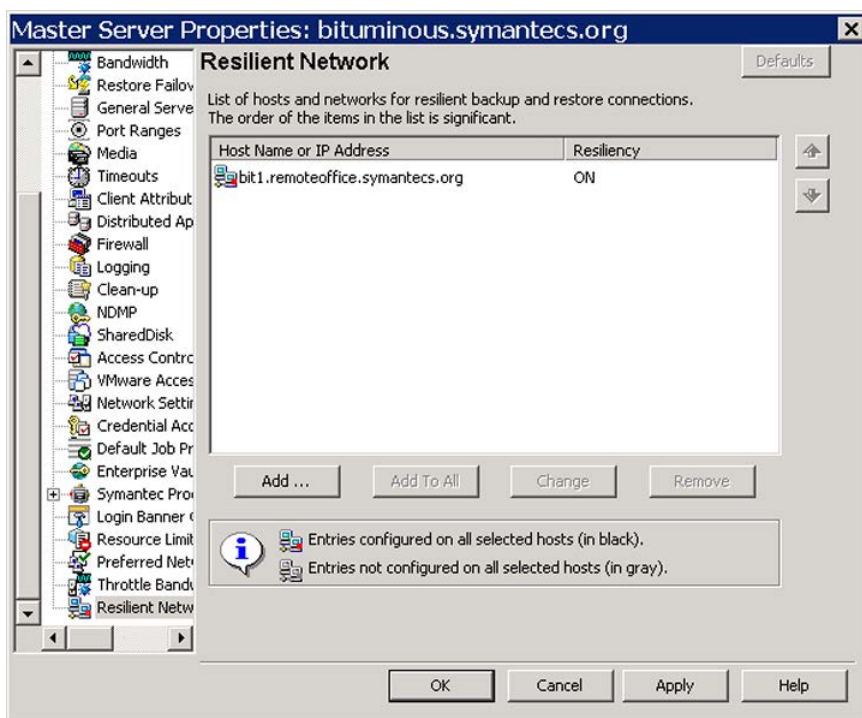 Master Server Properties: bituminous.symantecs.org
Bandwidth
Restore Failov
General Serve
Port Ranges
Media
Timeouts
Client Attribut
Distributed Ap
Firewall
Logging
Clean-up
NDMP
SharedDisk
Access Contro
VMware Acces
Network Settir
Credential Acc
Default Job Pr
Enterprise Vau
Symantec Pro
Login Banner
Resource Limit
Preferred Net
Throttle Bandw
Resilient Netw
Resilient Network
Defaults
List of hosts and networks for resilient backup and restore connections.
The order of the items in the list is significant.
Host Name or IP Address Resiliency
bit1.remoteoffice.symantecs.org ON
Add ... Add To All Change Remove
Entries configured on all selected hosts (in black).
Entries not configured on all selected hosts (in gray).
OK Cancel Apply Help